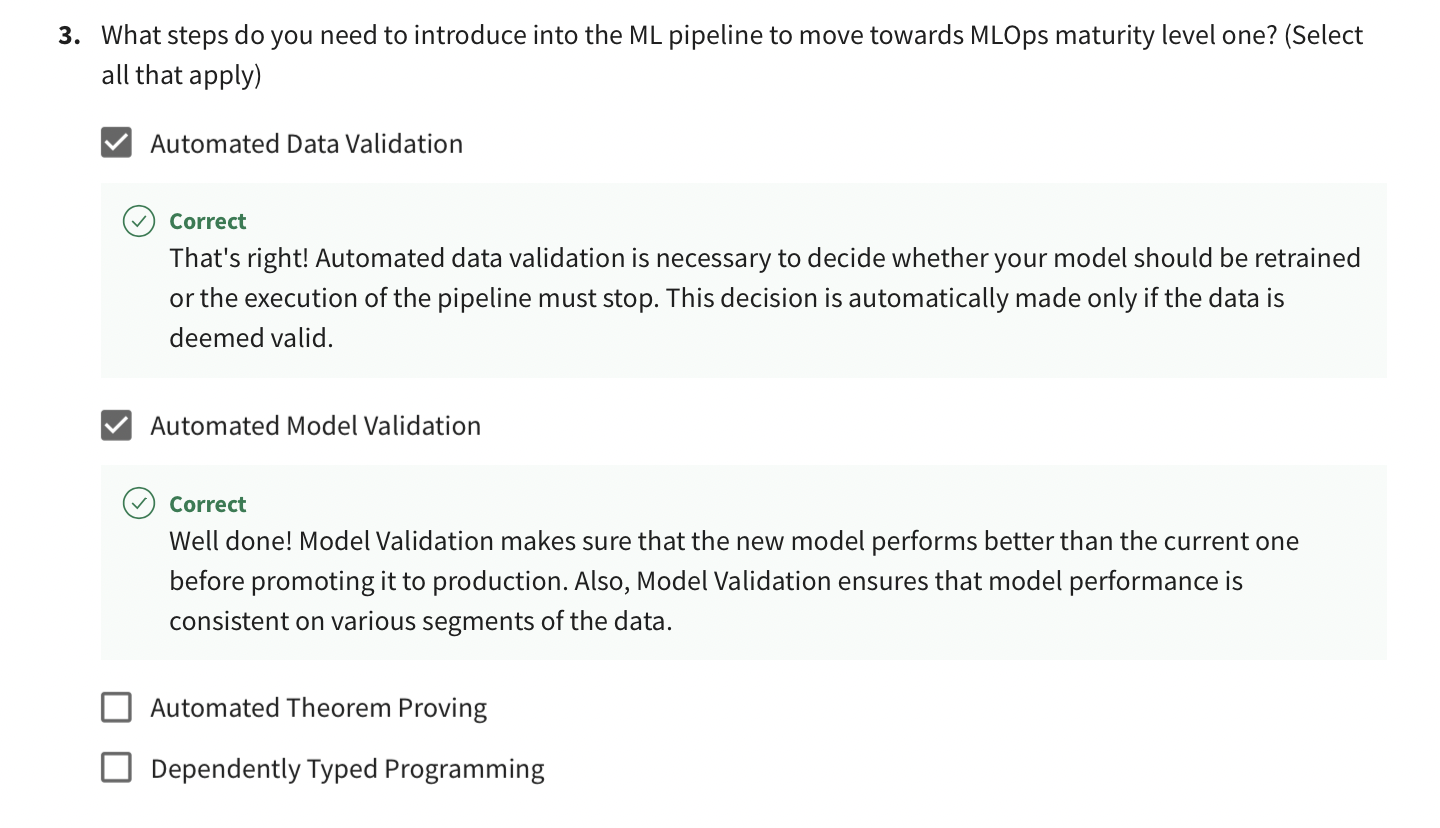 3. What steps do you need to introduce into the ML pipeline to move towards MLOps maturity level one? (Select
all that apply)
Automated Data Validation
Correct
That's right! Automated data validation is necessary to decide whether your model should be retrained
or the execution of the pipeline must stop. This decision is automatically made only if the data is
deemed valid.
Automated Model Validation
Correct
Well done! Model Validation makes sure that the new model performs better than the current one
before promoting it to production. Also, Model Validation ensures that model performance is
consistent on various segments of the data.
Automated Theorem Proving
Dependently Typed Programming